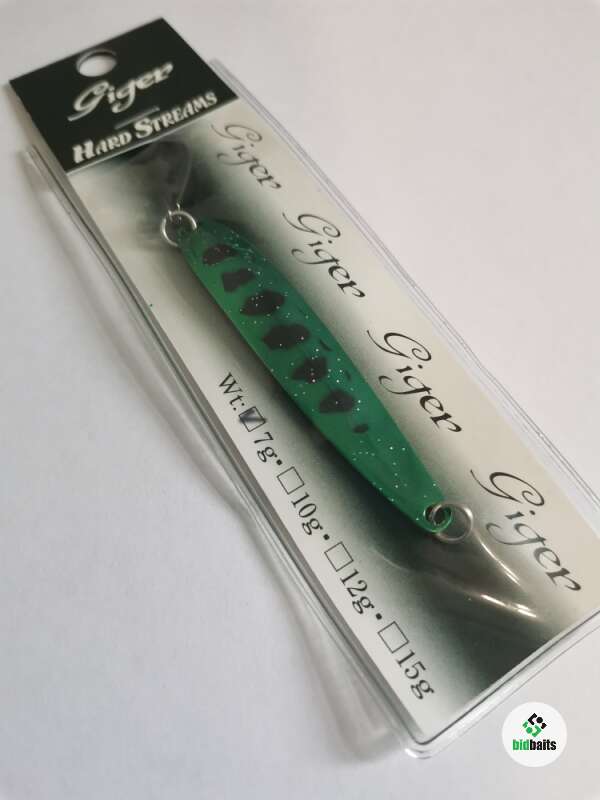 Giger
HARD STREAMS
Giger
Giger
Giger
Giger
Wt: 7g· 10g· 12g· 15g
bidbaits